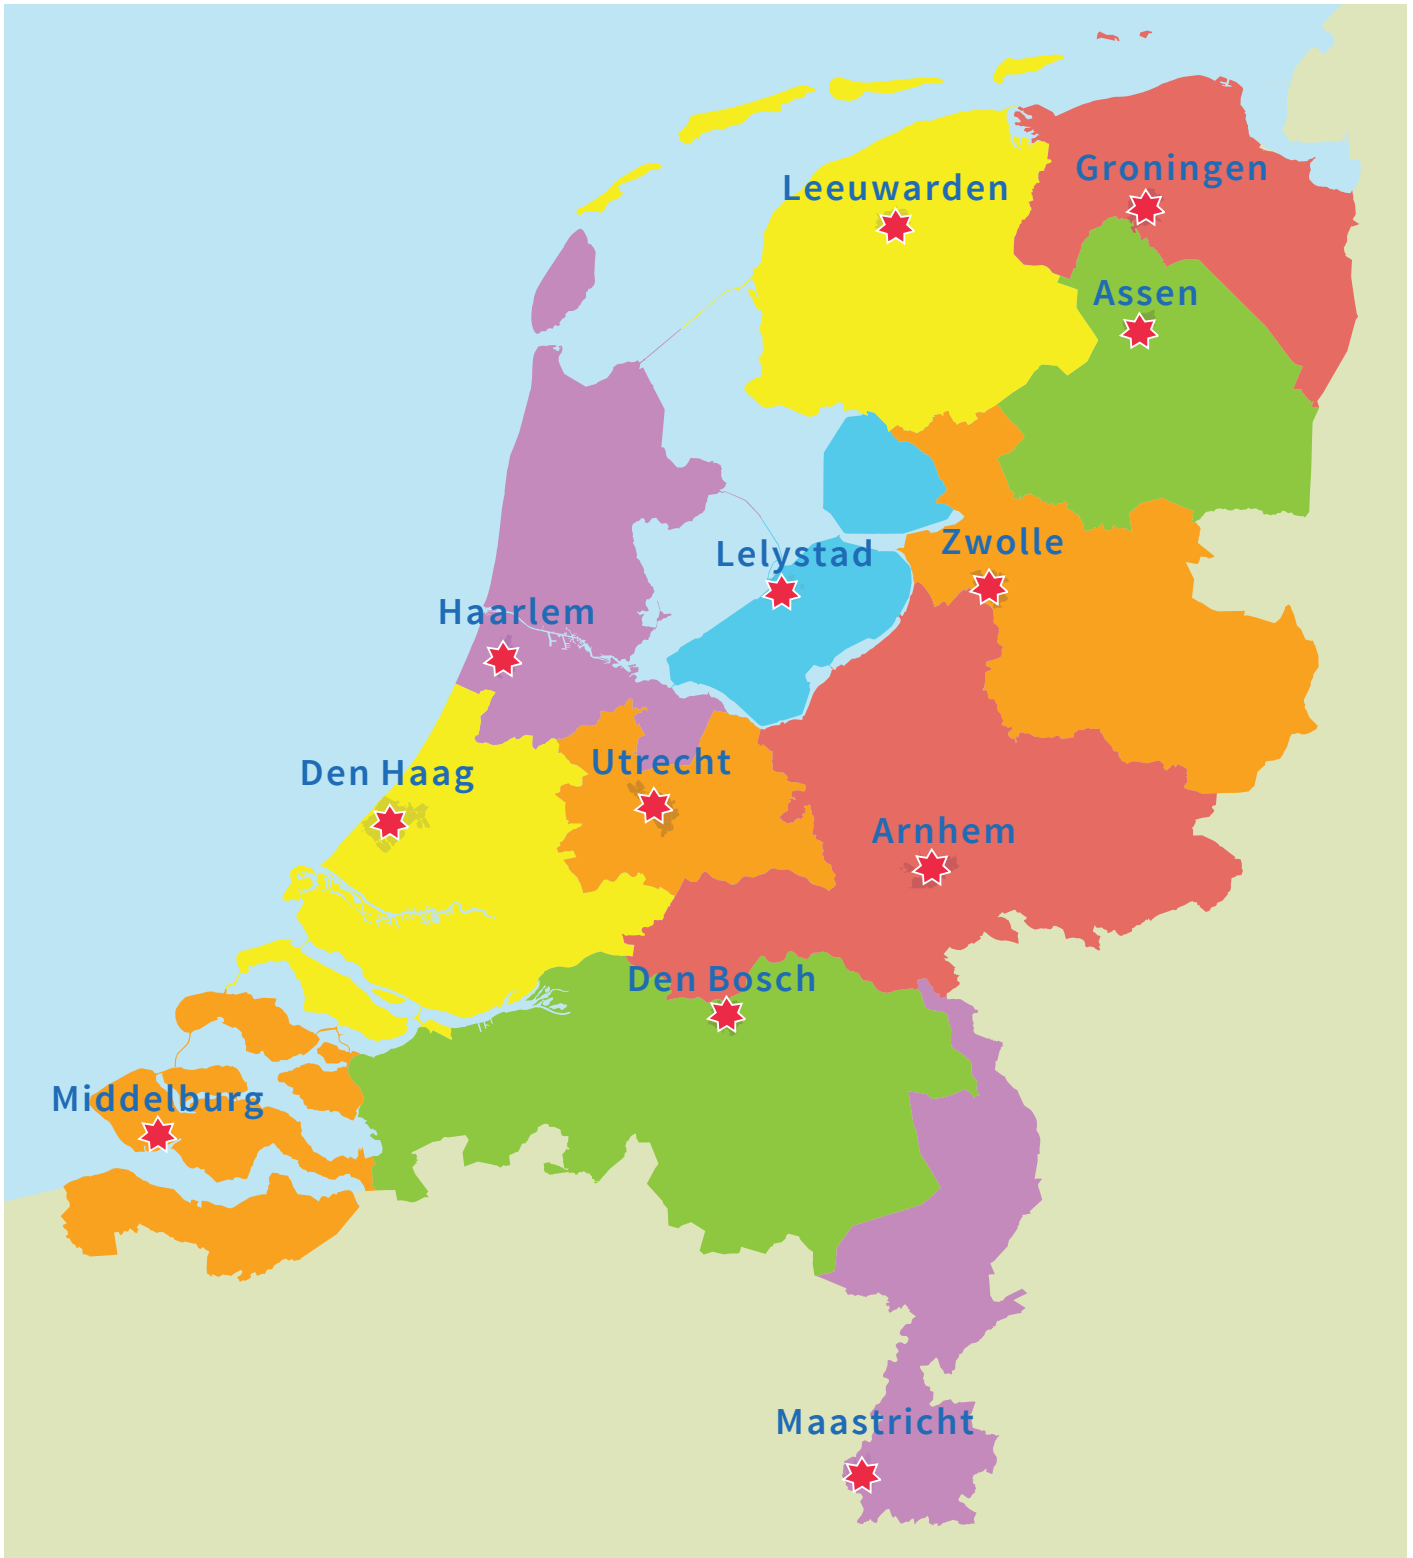 Groningen
Leeuwarden
Assen
Zwolle
Lelystad
Haarlem
Utrecht
Den Haag
Arnhem
Den Bosch
Middelburg
Maastricht